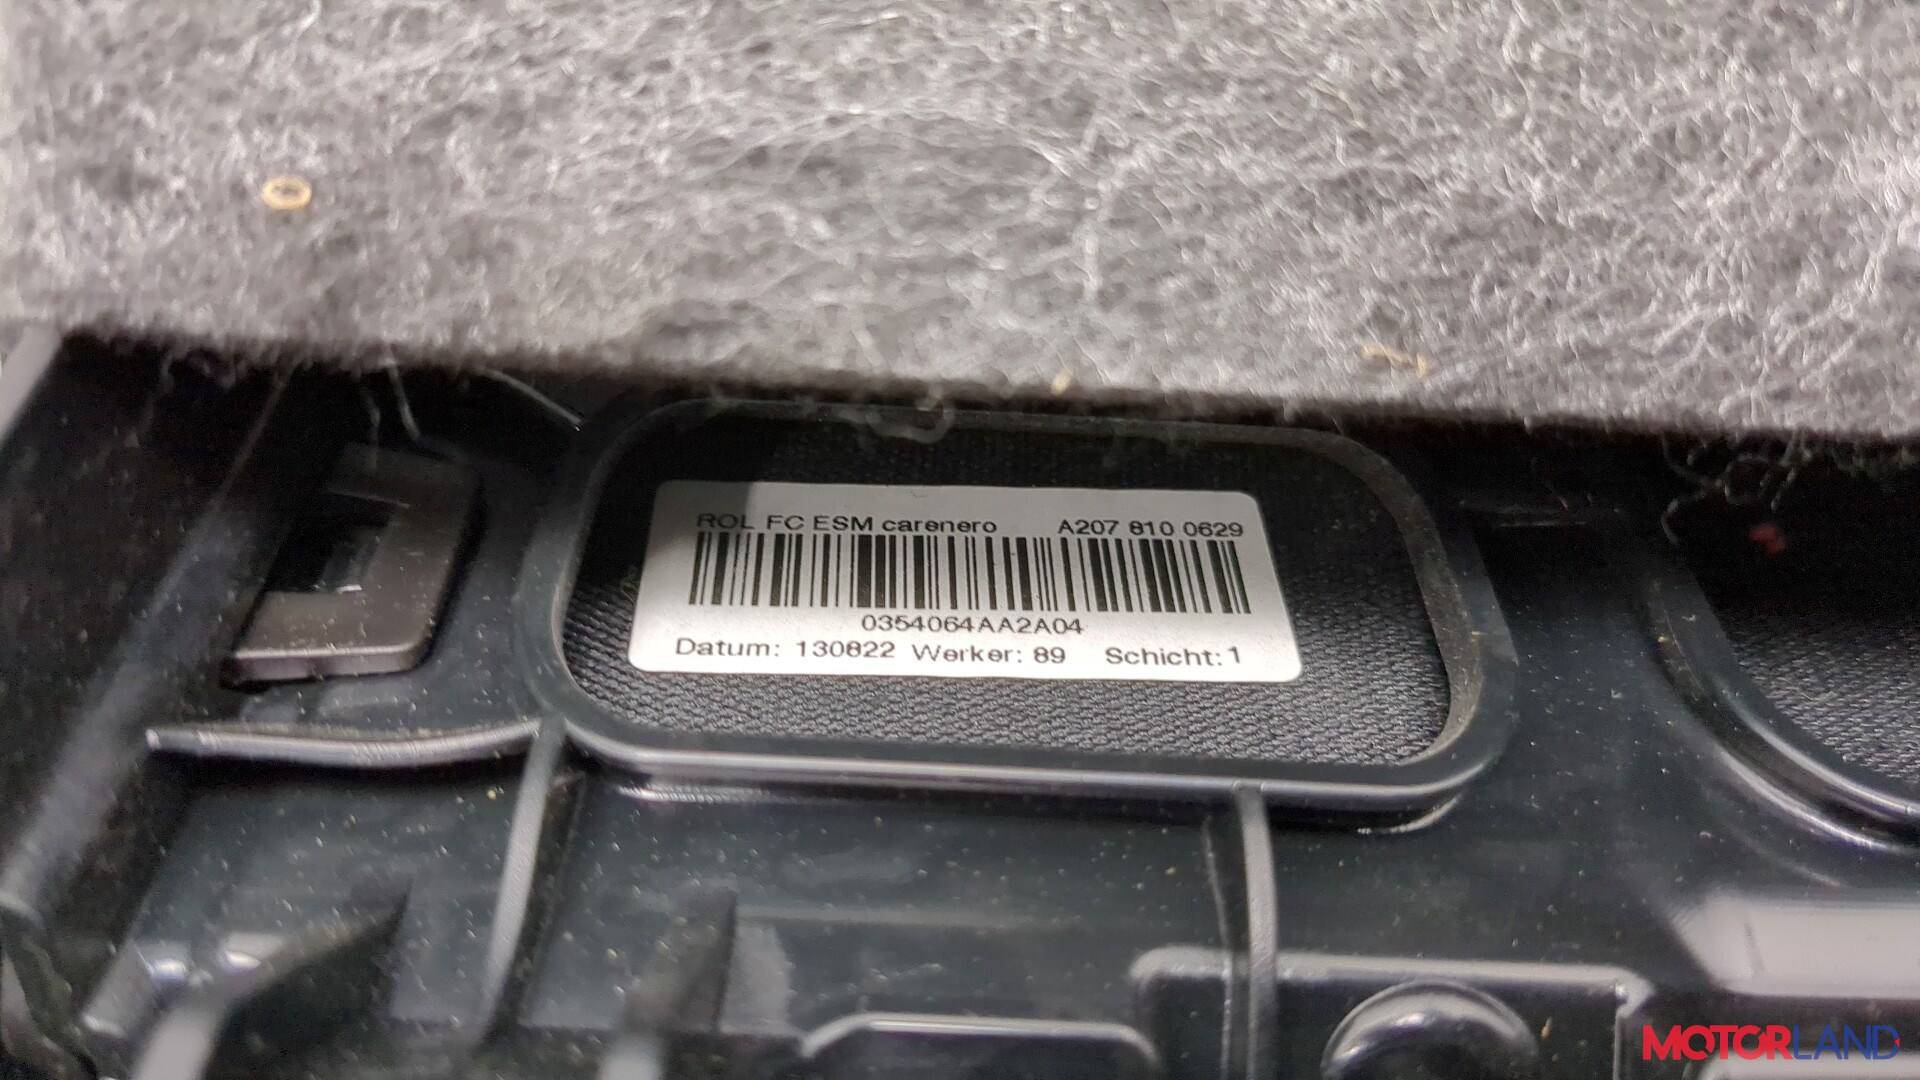 ROL FC ESM carenero A207 810 0629
0354064AA2A04
Datum: 130822 Werker: 89 Schicht: 1
MOTORLAND